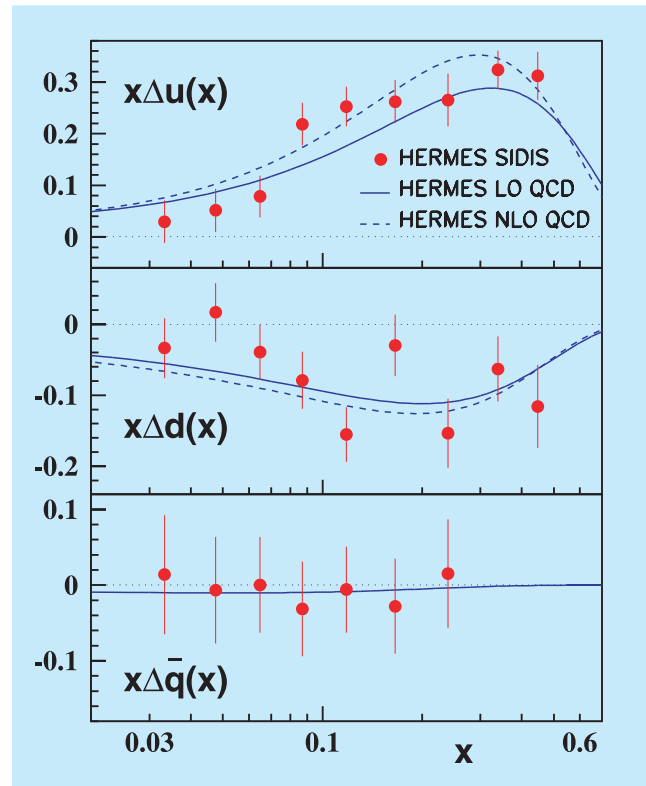 xΔu(x)
0.3
0.2
0.1
0
HERMES SIDIS
HERMES LO QCD
HERMES NLO QCD
xΔd(x)
0
-0.1
-0.2
0.1
0
-0.1
xΔq̄(x)
0.03
0.1
x
0.6